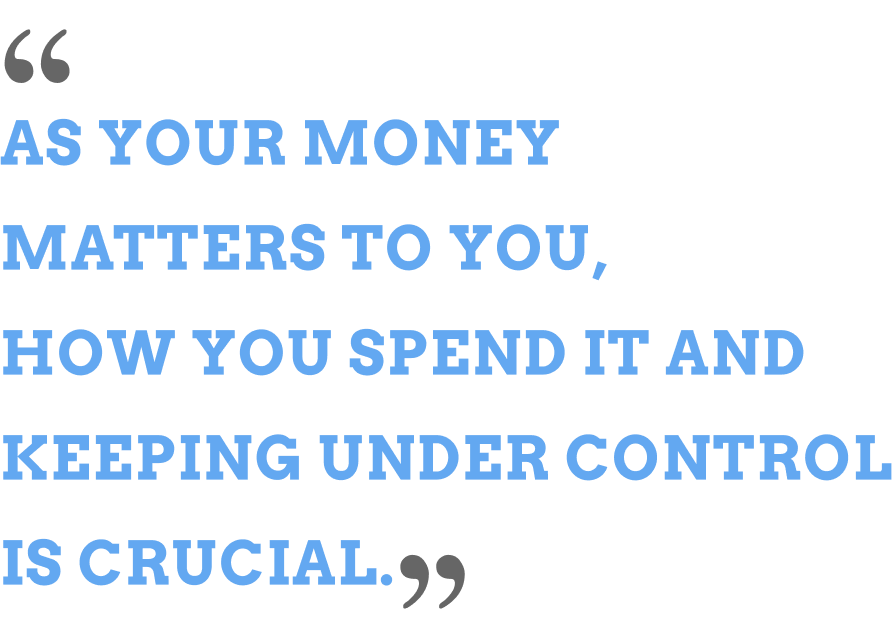 “
AS YOUR MONEY
MATTERS TO YOU,
HOW YOU SPEND IT AND
KEEPING UNDER CONTROL
IS CRUCIAL.”